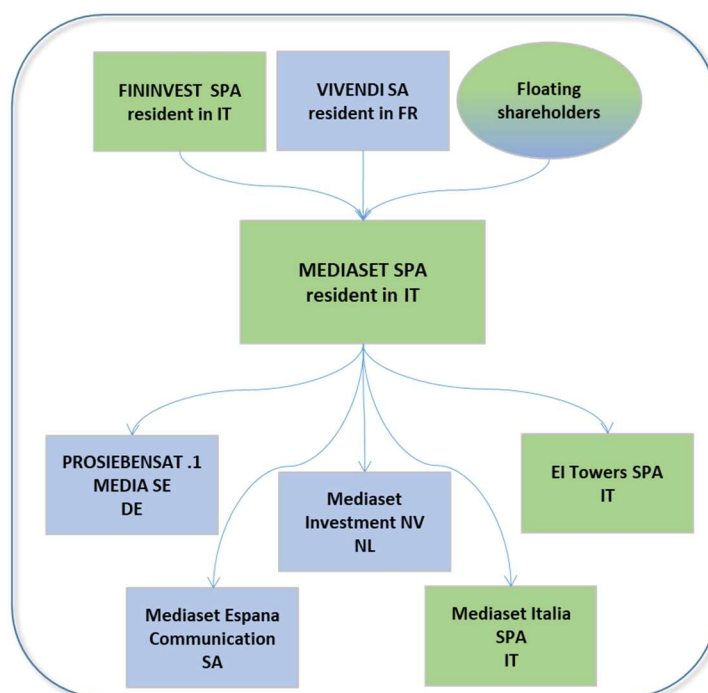 FININVEST SPA
resident in IT
VIVENDI SA
resident in FR
Floating
shareholders
MEDIASET SPA
resident in IT
PROSIEBENSAT .1
MEDIA SE
DE
Mediaset
Investment NV
NL
EI Towers SPA
IT
Mediaset Espana
Communication
SA
Mediaset Italia
SPA
IT